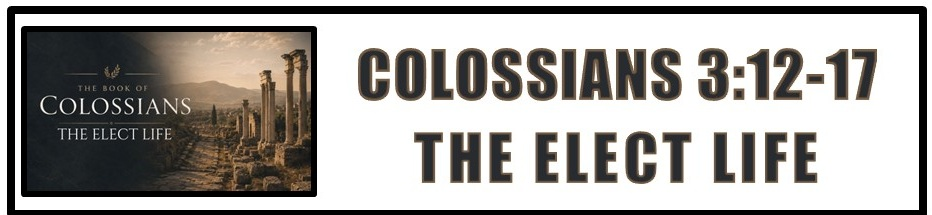 THE BOOK OF
COLOSSIANS
THE ELECT LIFE
COLOSSIANS 3:12-17
THE ELECT LIFE